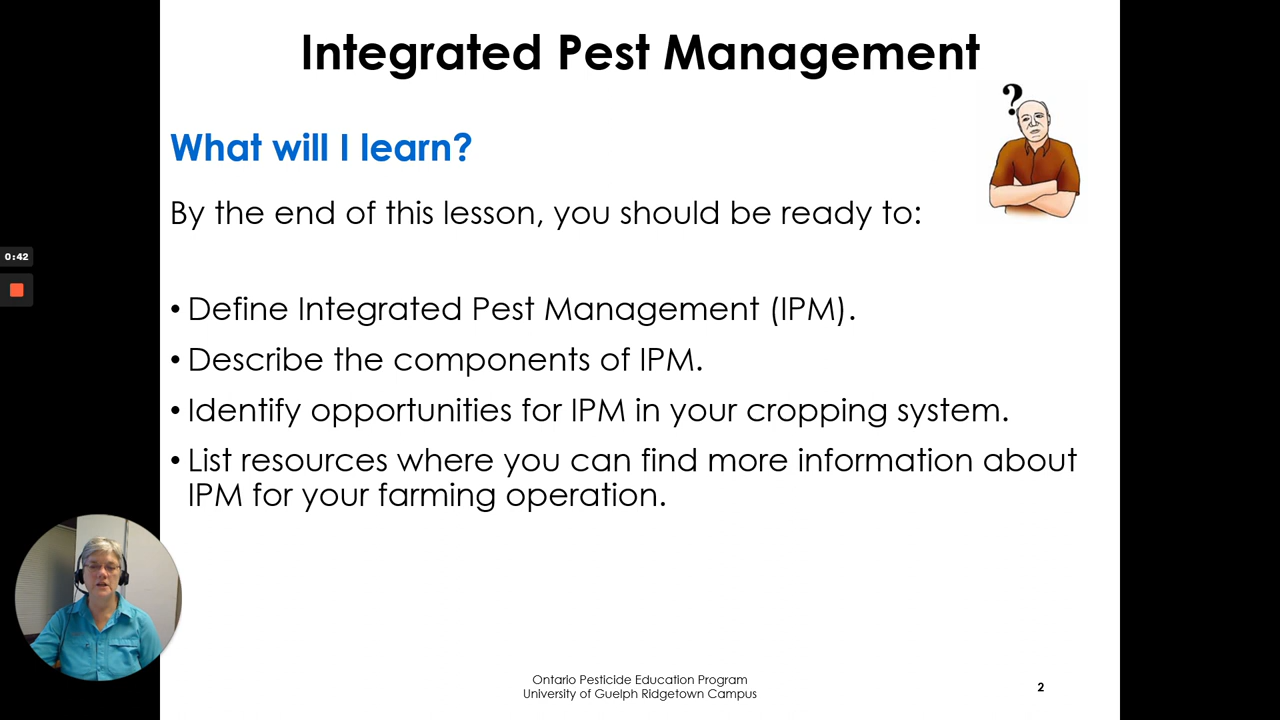 Integrated Pest Management
?
What will I learn?
By the end of this lesson, you should be ready to:
0:42
• Define Integrated Pest Management (IPM).
• Describe the components of IPM.
• Identify opportunities for IPM in your cropping system.
• List resources where you can find more information about
IPM for your farming operation.
Ontario Pesticide Education Program
University of Guelph Ridgetown Campus
2